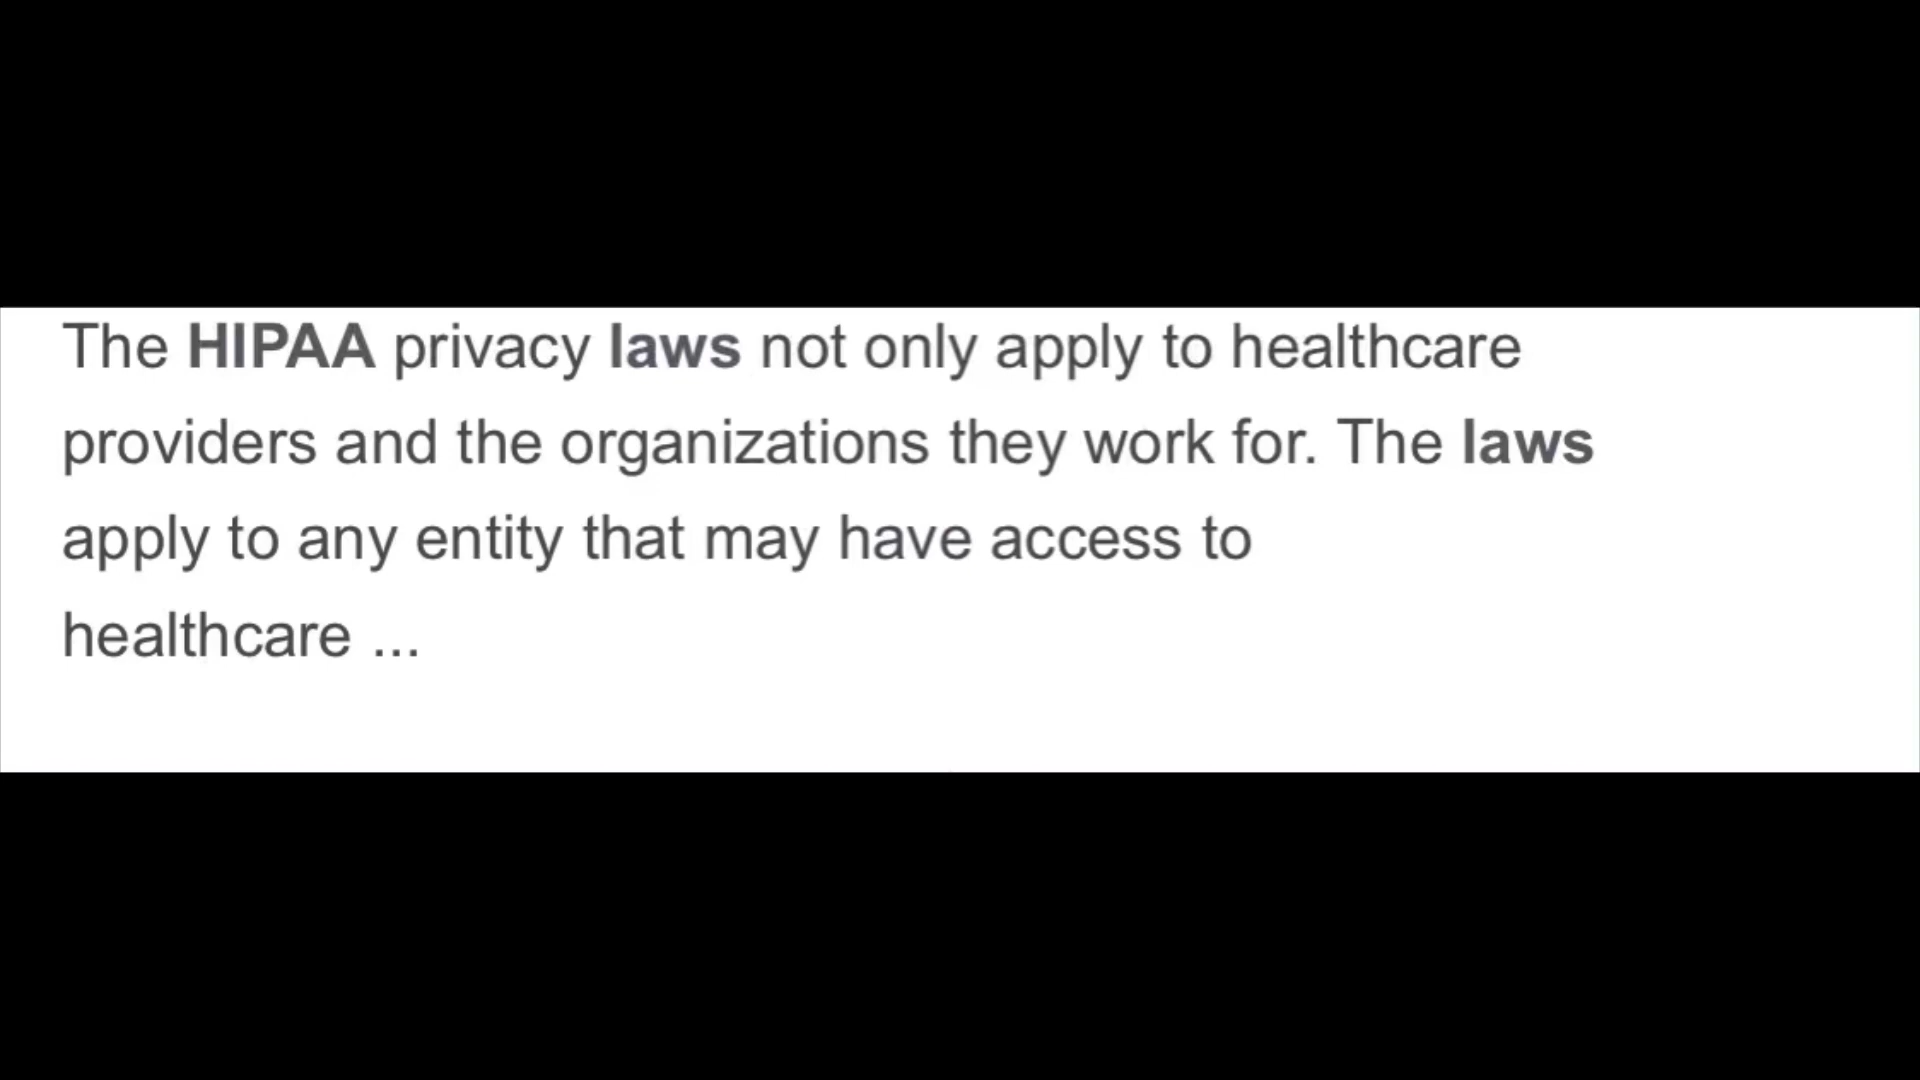 The HIPAA privacy laws not only apply to healthcare
providers and the organizations they work for. The laws
apply to any entity that may have access to
healthcare ...